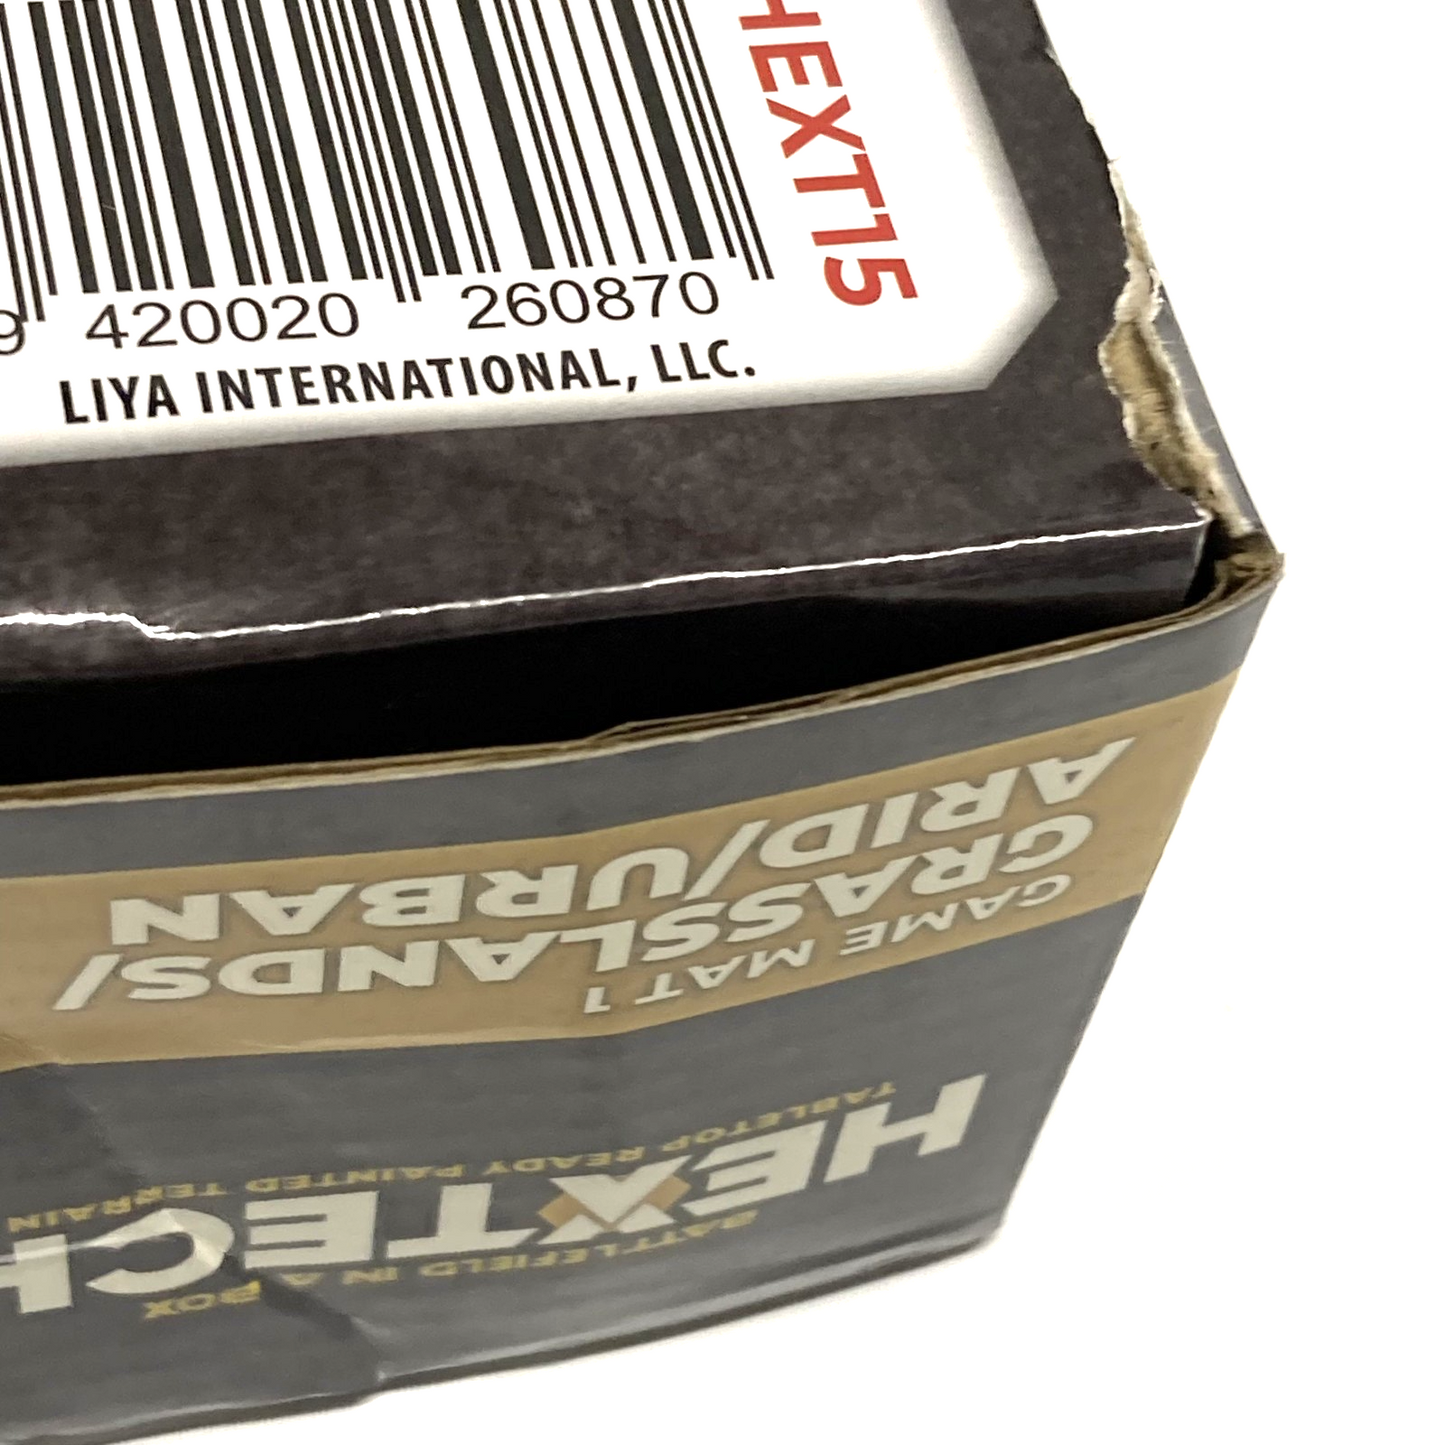 HEXT15
9 420020 260870
LIYA INTERNATIONAL, LLC.
BATTLEFIELD IN A BOX
HEXTECH
TABLETOP READY PAINTED TERRAIN
GAME MAT 1
GRASSLANDS/
ARID/URBAN